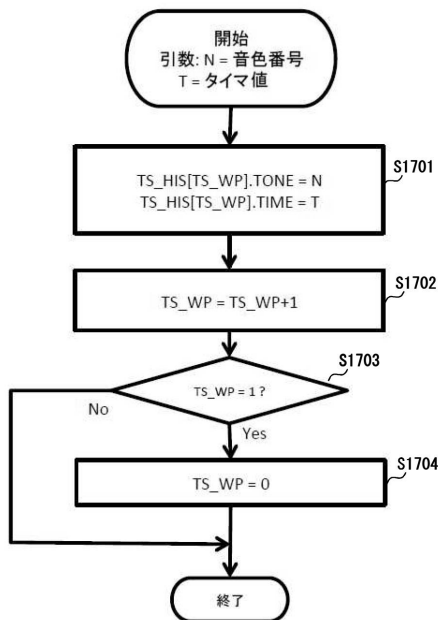 開始
引数: N = 音色番号
T = タイマ値
S1701
TS_HIS[TS_WP].TONE = N
TS_HIS[TS_WP].TIME = T
S1702
TS_WP = TS_WP+1
S1703
TS_WP = 1 ?
No
Yes
S1704
TS_WP = 0
終了